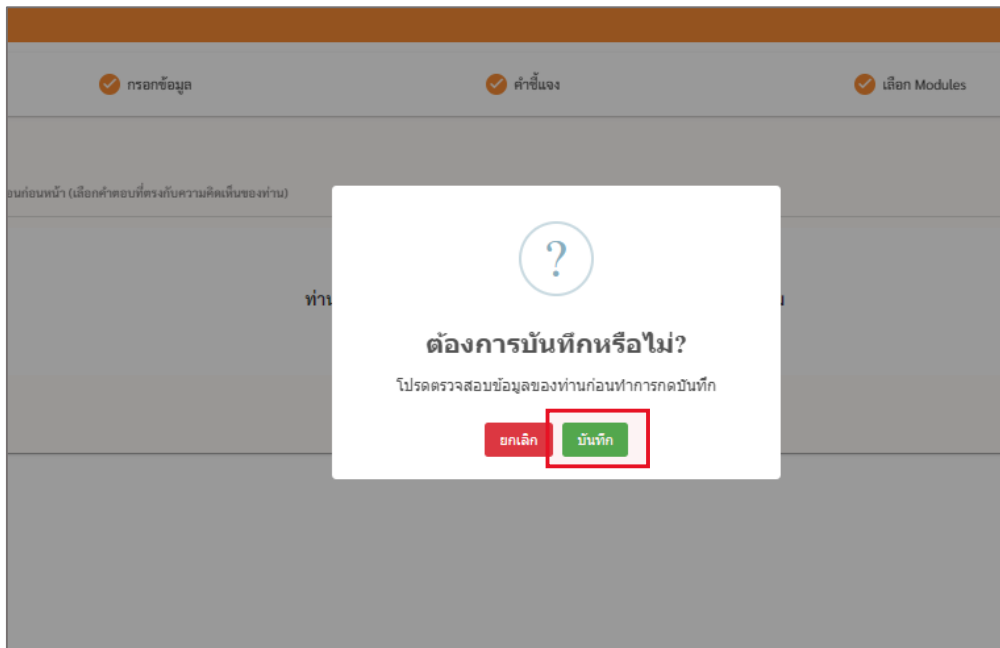 กรอกข้อมูล
คำชี้แจง
เลือก Modules
อนก่อนหน้า (เลือกคำตอบที่ตรงกับความคิดเห็นของท่าน)
ท่าน
?
ต้องการบันทึกหรือไม่?
โปรดตรวจสอบข้อมูลของท่านก่อนทำการกดบันทึก
ยกเลิก บันทึก